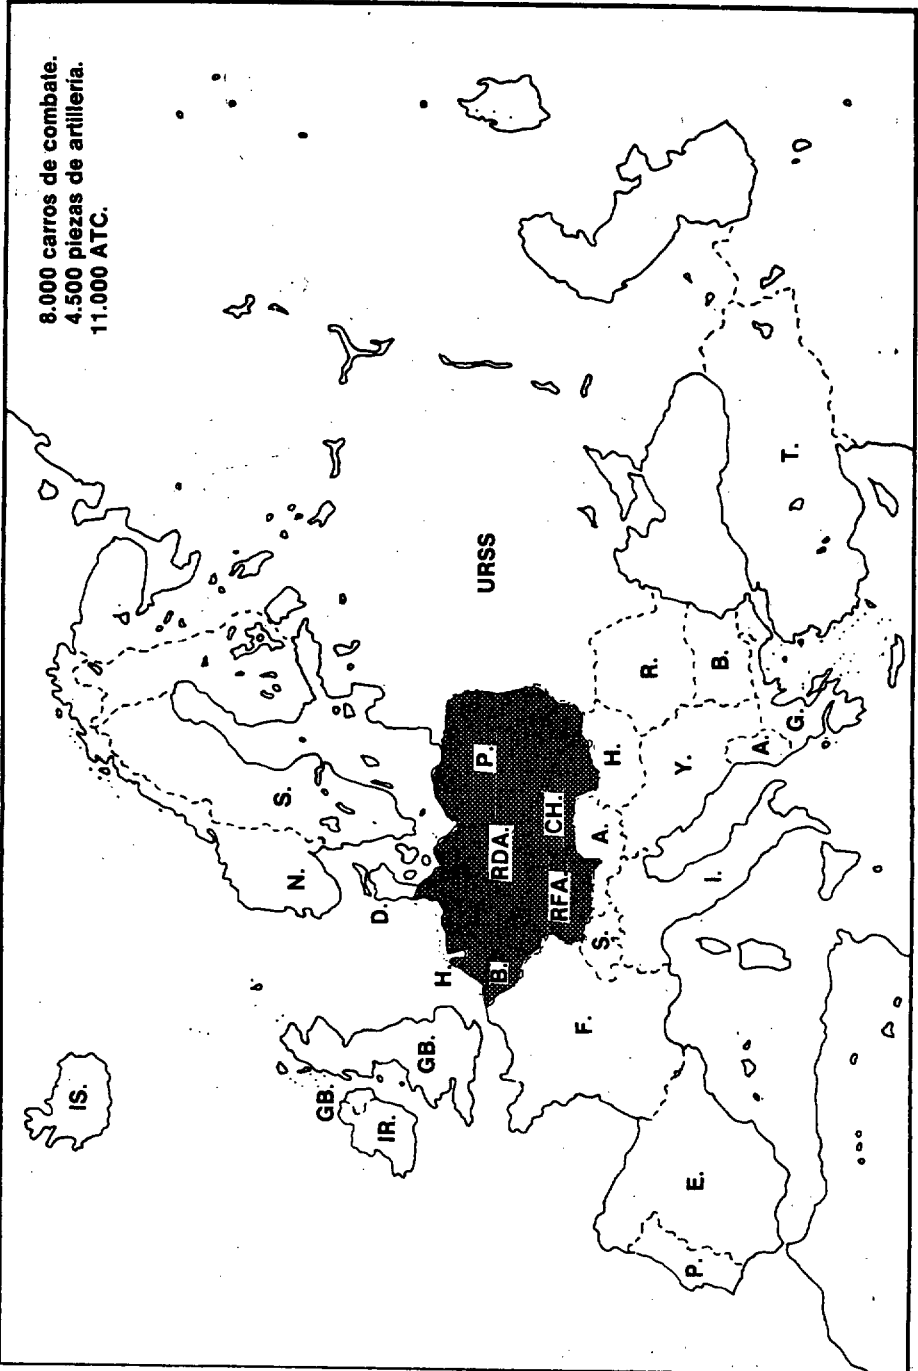 8.000 carros de combate.
4.500 piezas de artillería.
11.000 ATC.
IS.
GB.
IR.
GB.
N.
S.
D.
URSS
H.
B.
RDA.
P.
RFA.
CH.
F.
S.
A.
H.
R.
B.
Y.
A.
G.
T.
I.
E.
P.